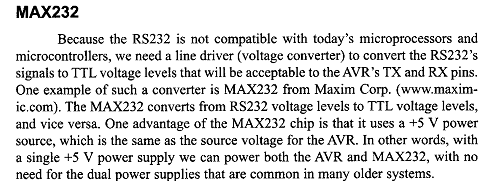 MAX232
Because the RS232 is not compatible with today's microprocessors and
microcontrollers, we need a line driver (voltage converter) to convert the RS232's
signals to TTL voltage levels that will be acceptable to the AVR's TX and RX pins.
One example of such a converter is MAX232 from Maxim Corp. (www.maxim-
ic.com). The MAX232 converts from RS232 voltage levels to TTL voltage levels,
and vice versa. One advantage of the MAX232 chip is that it uses a +5 V power
source, which is the same as the source voltage for the AVR. In other words, with
a single +5 V power supply we can power both the AVR and MAX232, with no
need for the dual power supplies that are common in many older systems.